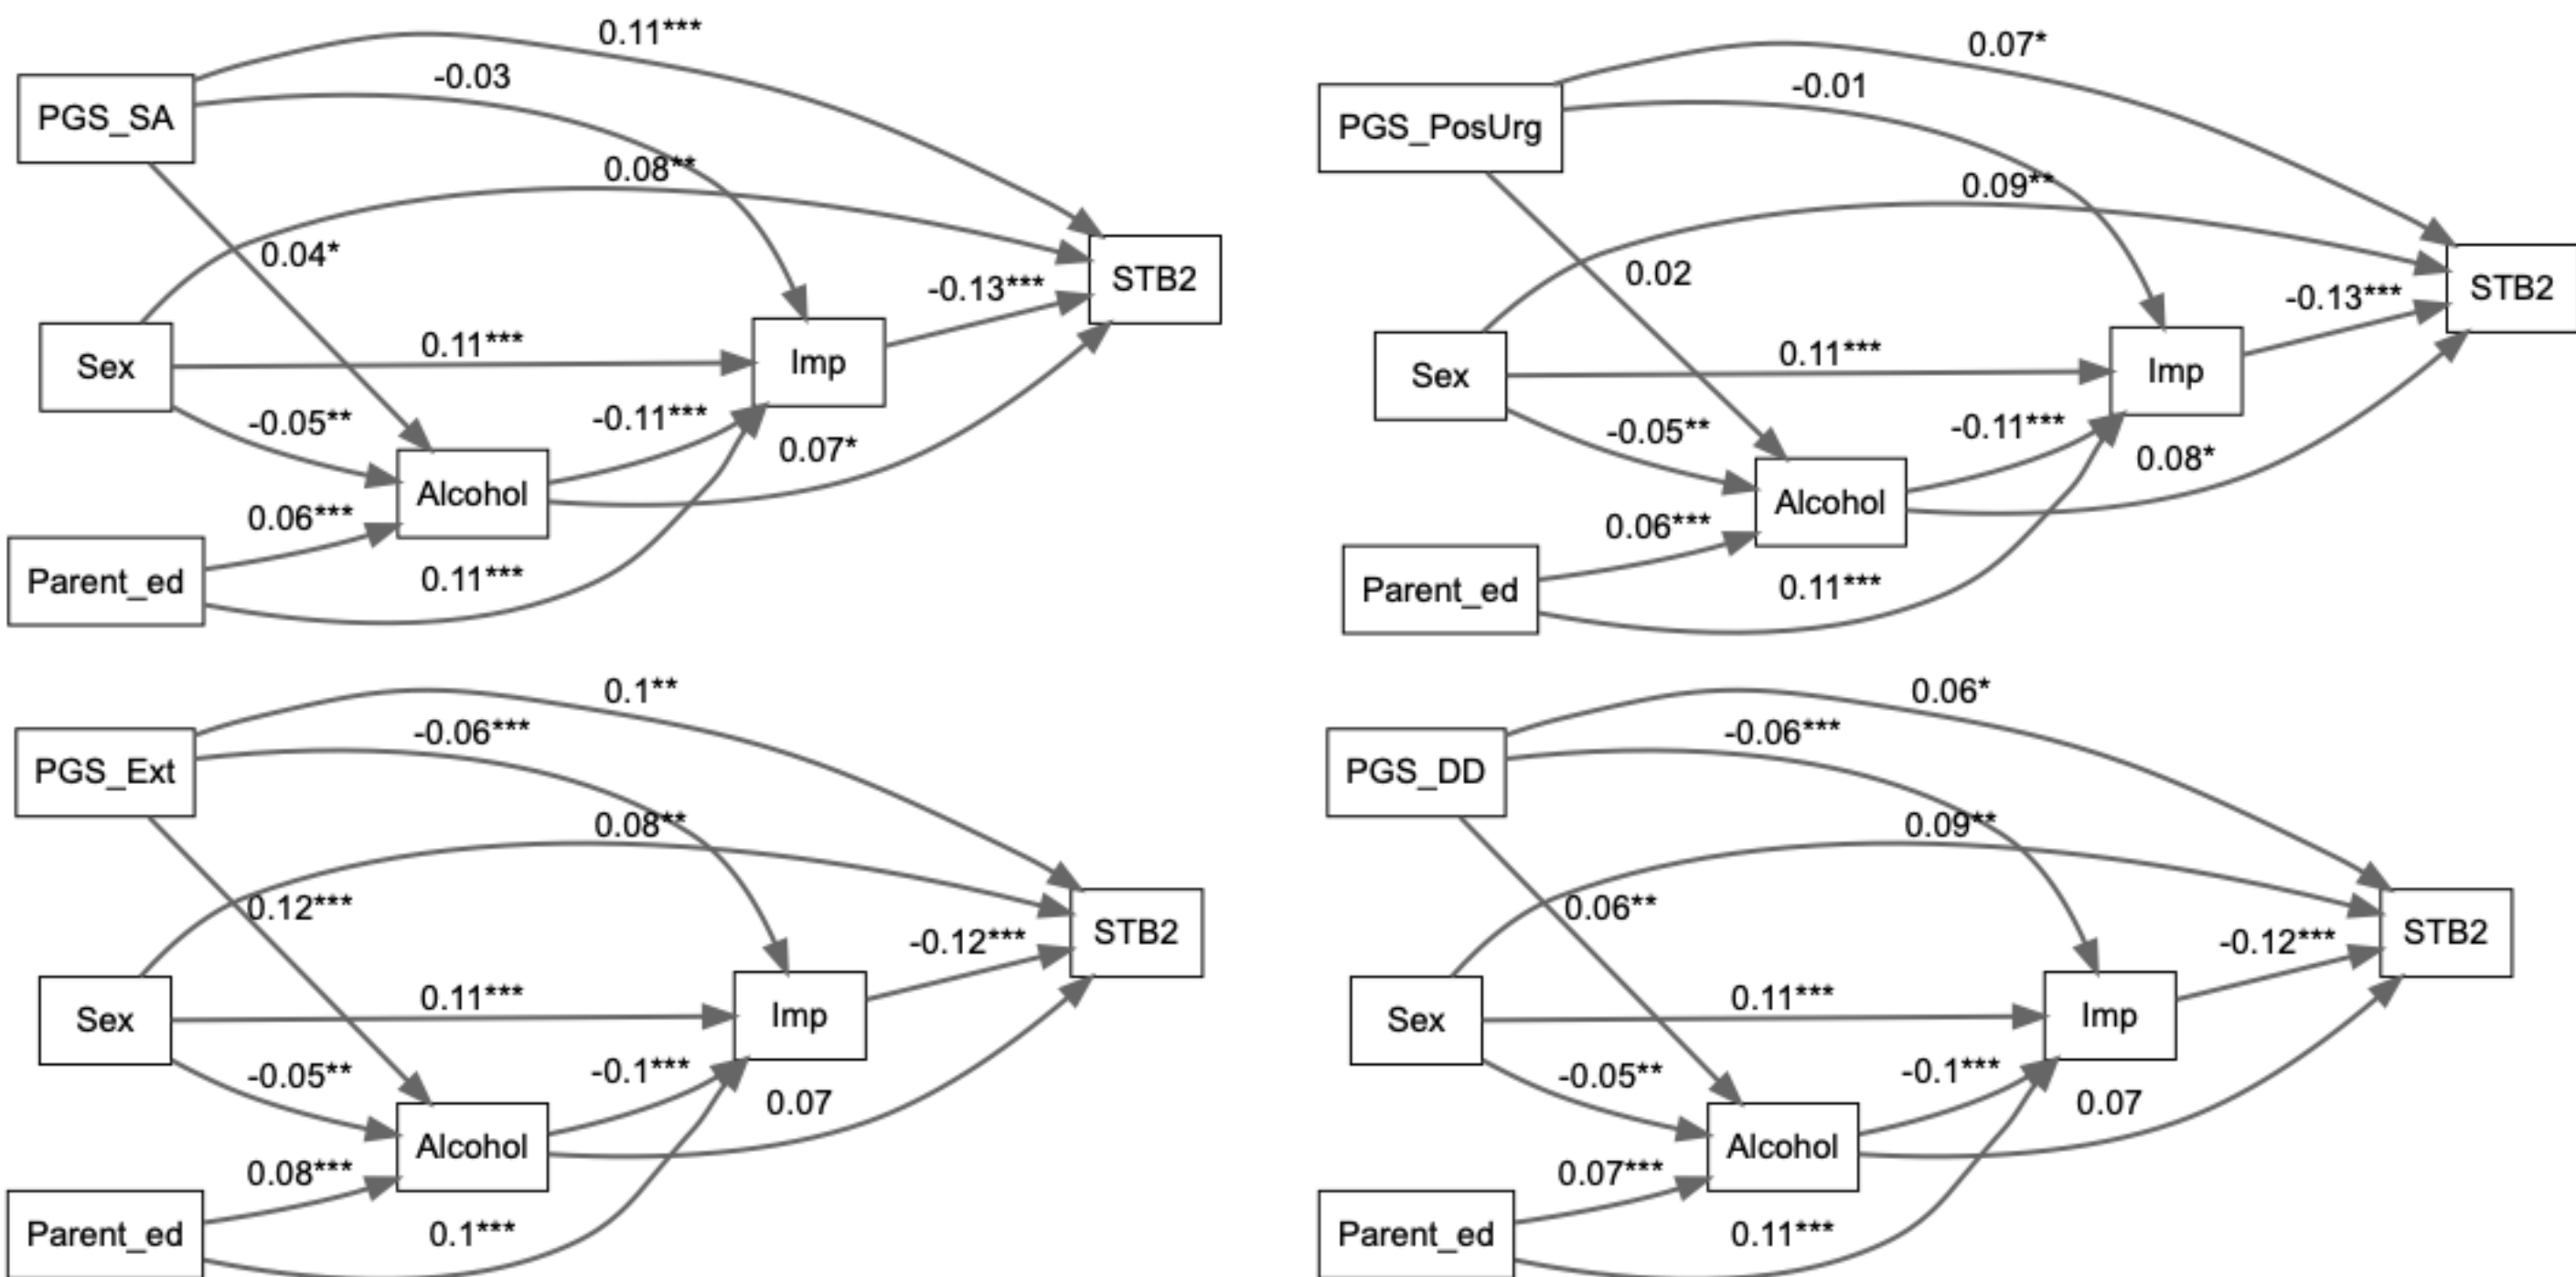 0.11***
-0.03
PGS_SA
0.08**
0.04*
STB2
-0.13***
0.11***
Sex
Imp
-0.05**
-0.11***
0.07*
Alcohol
0.06***
Parent_ed
0.11***
0.07*
-0.01
PGS_PosUrg
0.09**
0.02
STB2
-0.13***
0.11***
Sex
Imp
-0.05**
-0.11***
0.08*
Alcohol
0.06***
Parent_ed
0.11***
0.1**
-0.06***
PGS_Ext
0.08**
0.12***
STB2
-0.12***
0.11***
Sex
Imp
-0.05**
-0.1***
0.07
Alcohol
0.08***
Parent_ed
0.1***
0.06*
-0.06***
PGS_DD
0.09**
0.06**
STB2
-0.12***
0.11***
Sex
Imp
-0.05**
-0.1***
0.07
Alcohol
0.07***
Parent_ed
0.11***